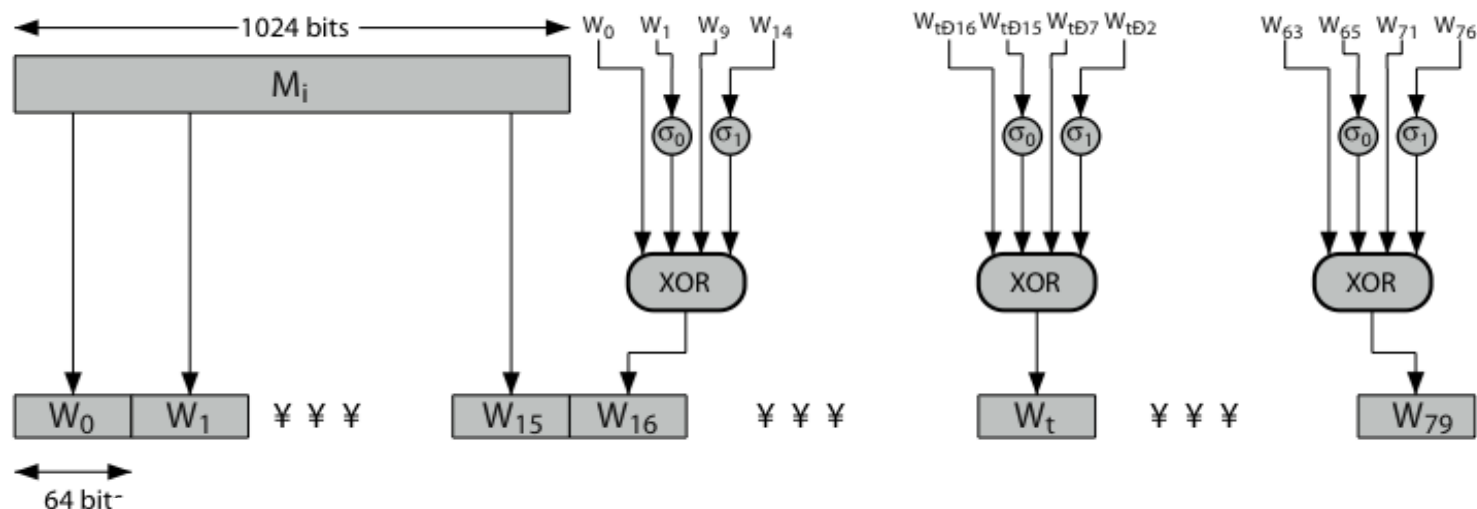 1024 bits
W0 W1 W9 W14
WtÐ16 WtÐ15 WtÐ7 WtÐ2
W63 W65 W71 W76
Mi
σ0 σ1
σ0 σ1
σ0 σ1
XOR
XOR
XOR
W0 W1 ¥ ¥ ¥ W15 W16 ¥ ¥ ¥ Wt ¥ ¥ ¥ W79
64 bit